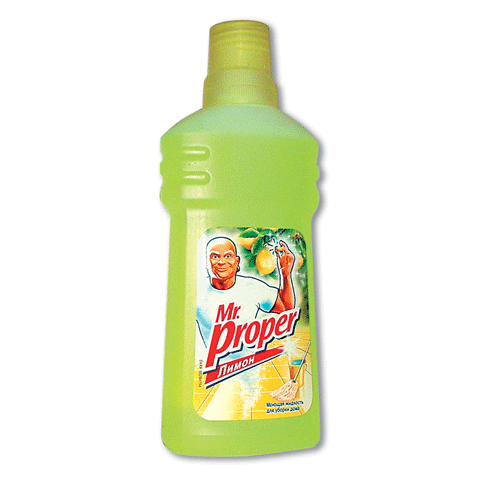 Mr.
Proper
Лимон
Моющая жидкость
для уборки дома